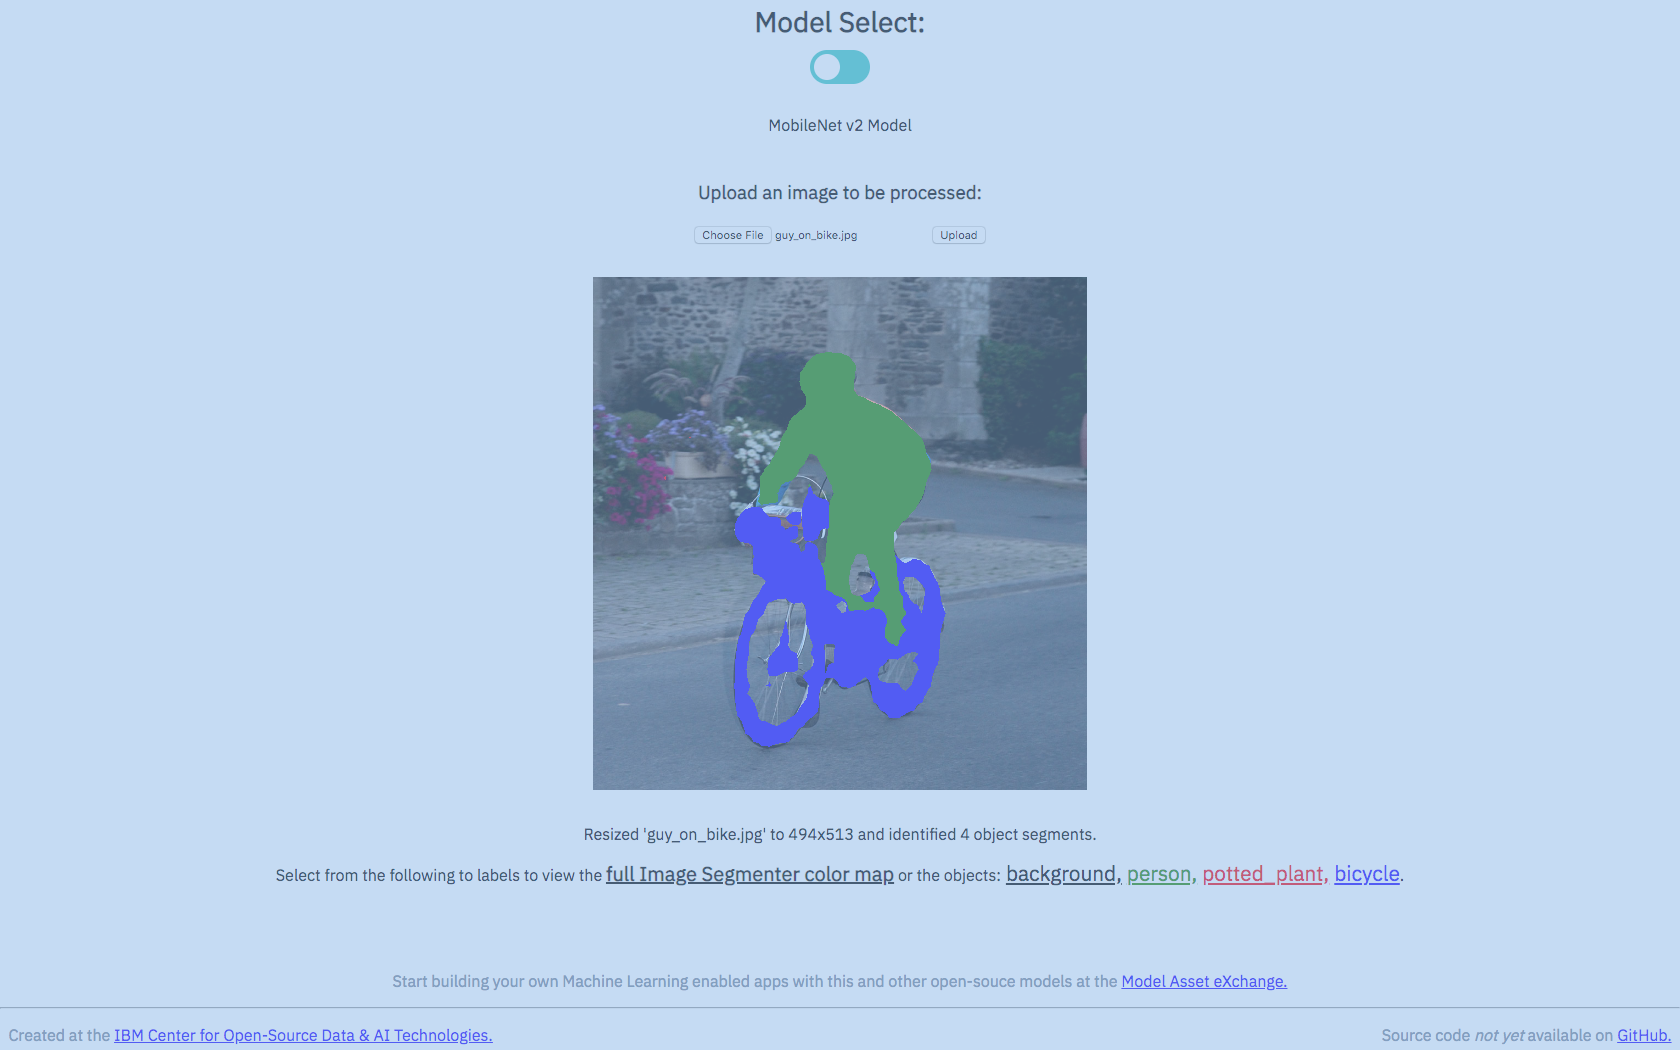 Model Select:
MobileNet v2 Model
Upload an image to be processed:
Choose File guy_on_bike.jpg Upload
Resized 'guy_on_bike.jpg' to 494x513 and identified 4 object segments.
Select from the following to labels to view the full Image Segmenter color map or the objects: background, person, potted_plant, bicycle.
Start building your own Machine Learning enabled apps with this and other open-souce models at the Model Asset eXchange.
Created at the IBM Center for Open-Source Data & AI Technologies. Source code not yet available on GitHub.